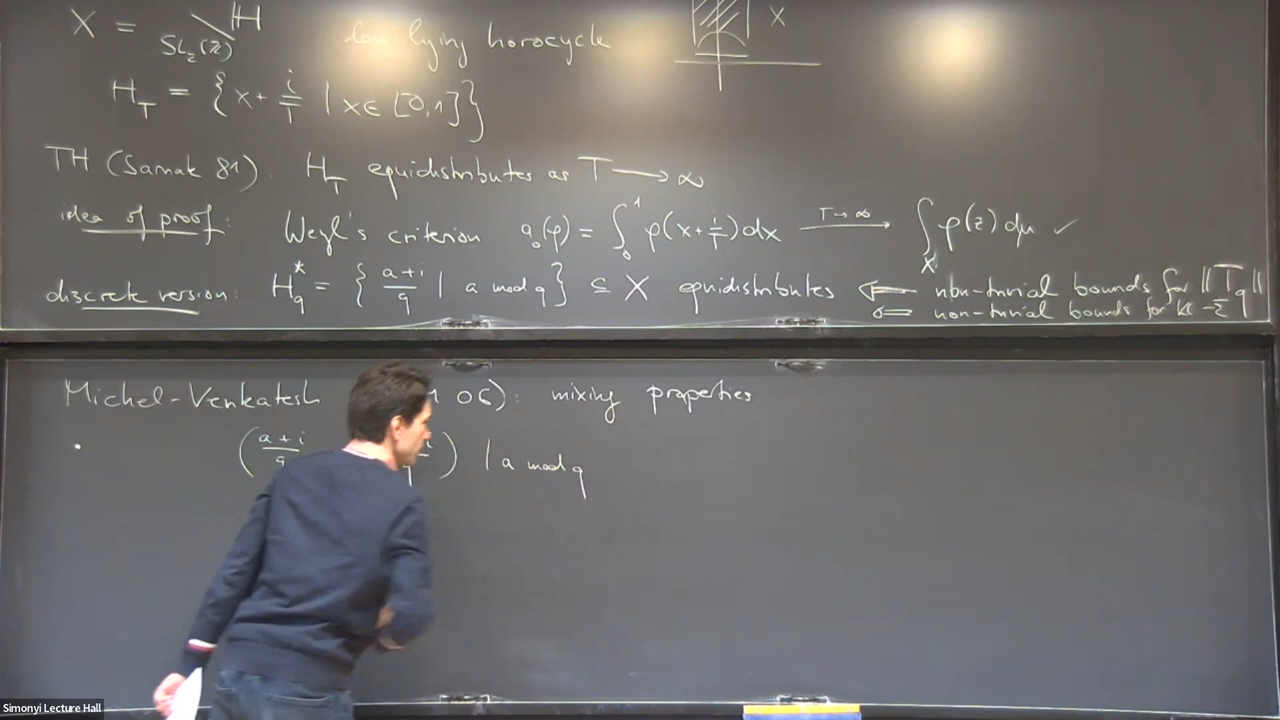 X = SL₂(Z)\H low-lying horocycle X
H_T = {x + i/T | x ∈ [0,1]}
TH (Sarnak 81): H_T equidistributes as T → ∞
idea of proof: Weyl's criterion a₀(φ) = ∫₀¹ φ(x + i/T) dx —T→∞→ ∫_X φ(z) dμ ✓
discrete version: H_q^* = { (a+i)/q | a mod q } ⊆ X equidistributes ⇐ non-trivial bounds for ||T_q||
⇐ non-trivial bounds for Kl-Σ
Michel-Venkatesh 06): mixing properties
• ( (a+i)/q ) | a mod q
Simonyi Lecture Hall